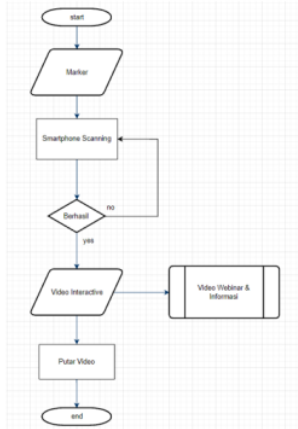 start
Marker
Smartphone Scanning
Berhasil
no
yes
Video Interactive
Video Webinar &
Informasi
Putar Video
end